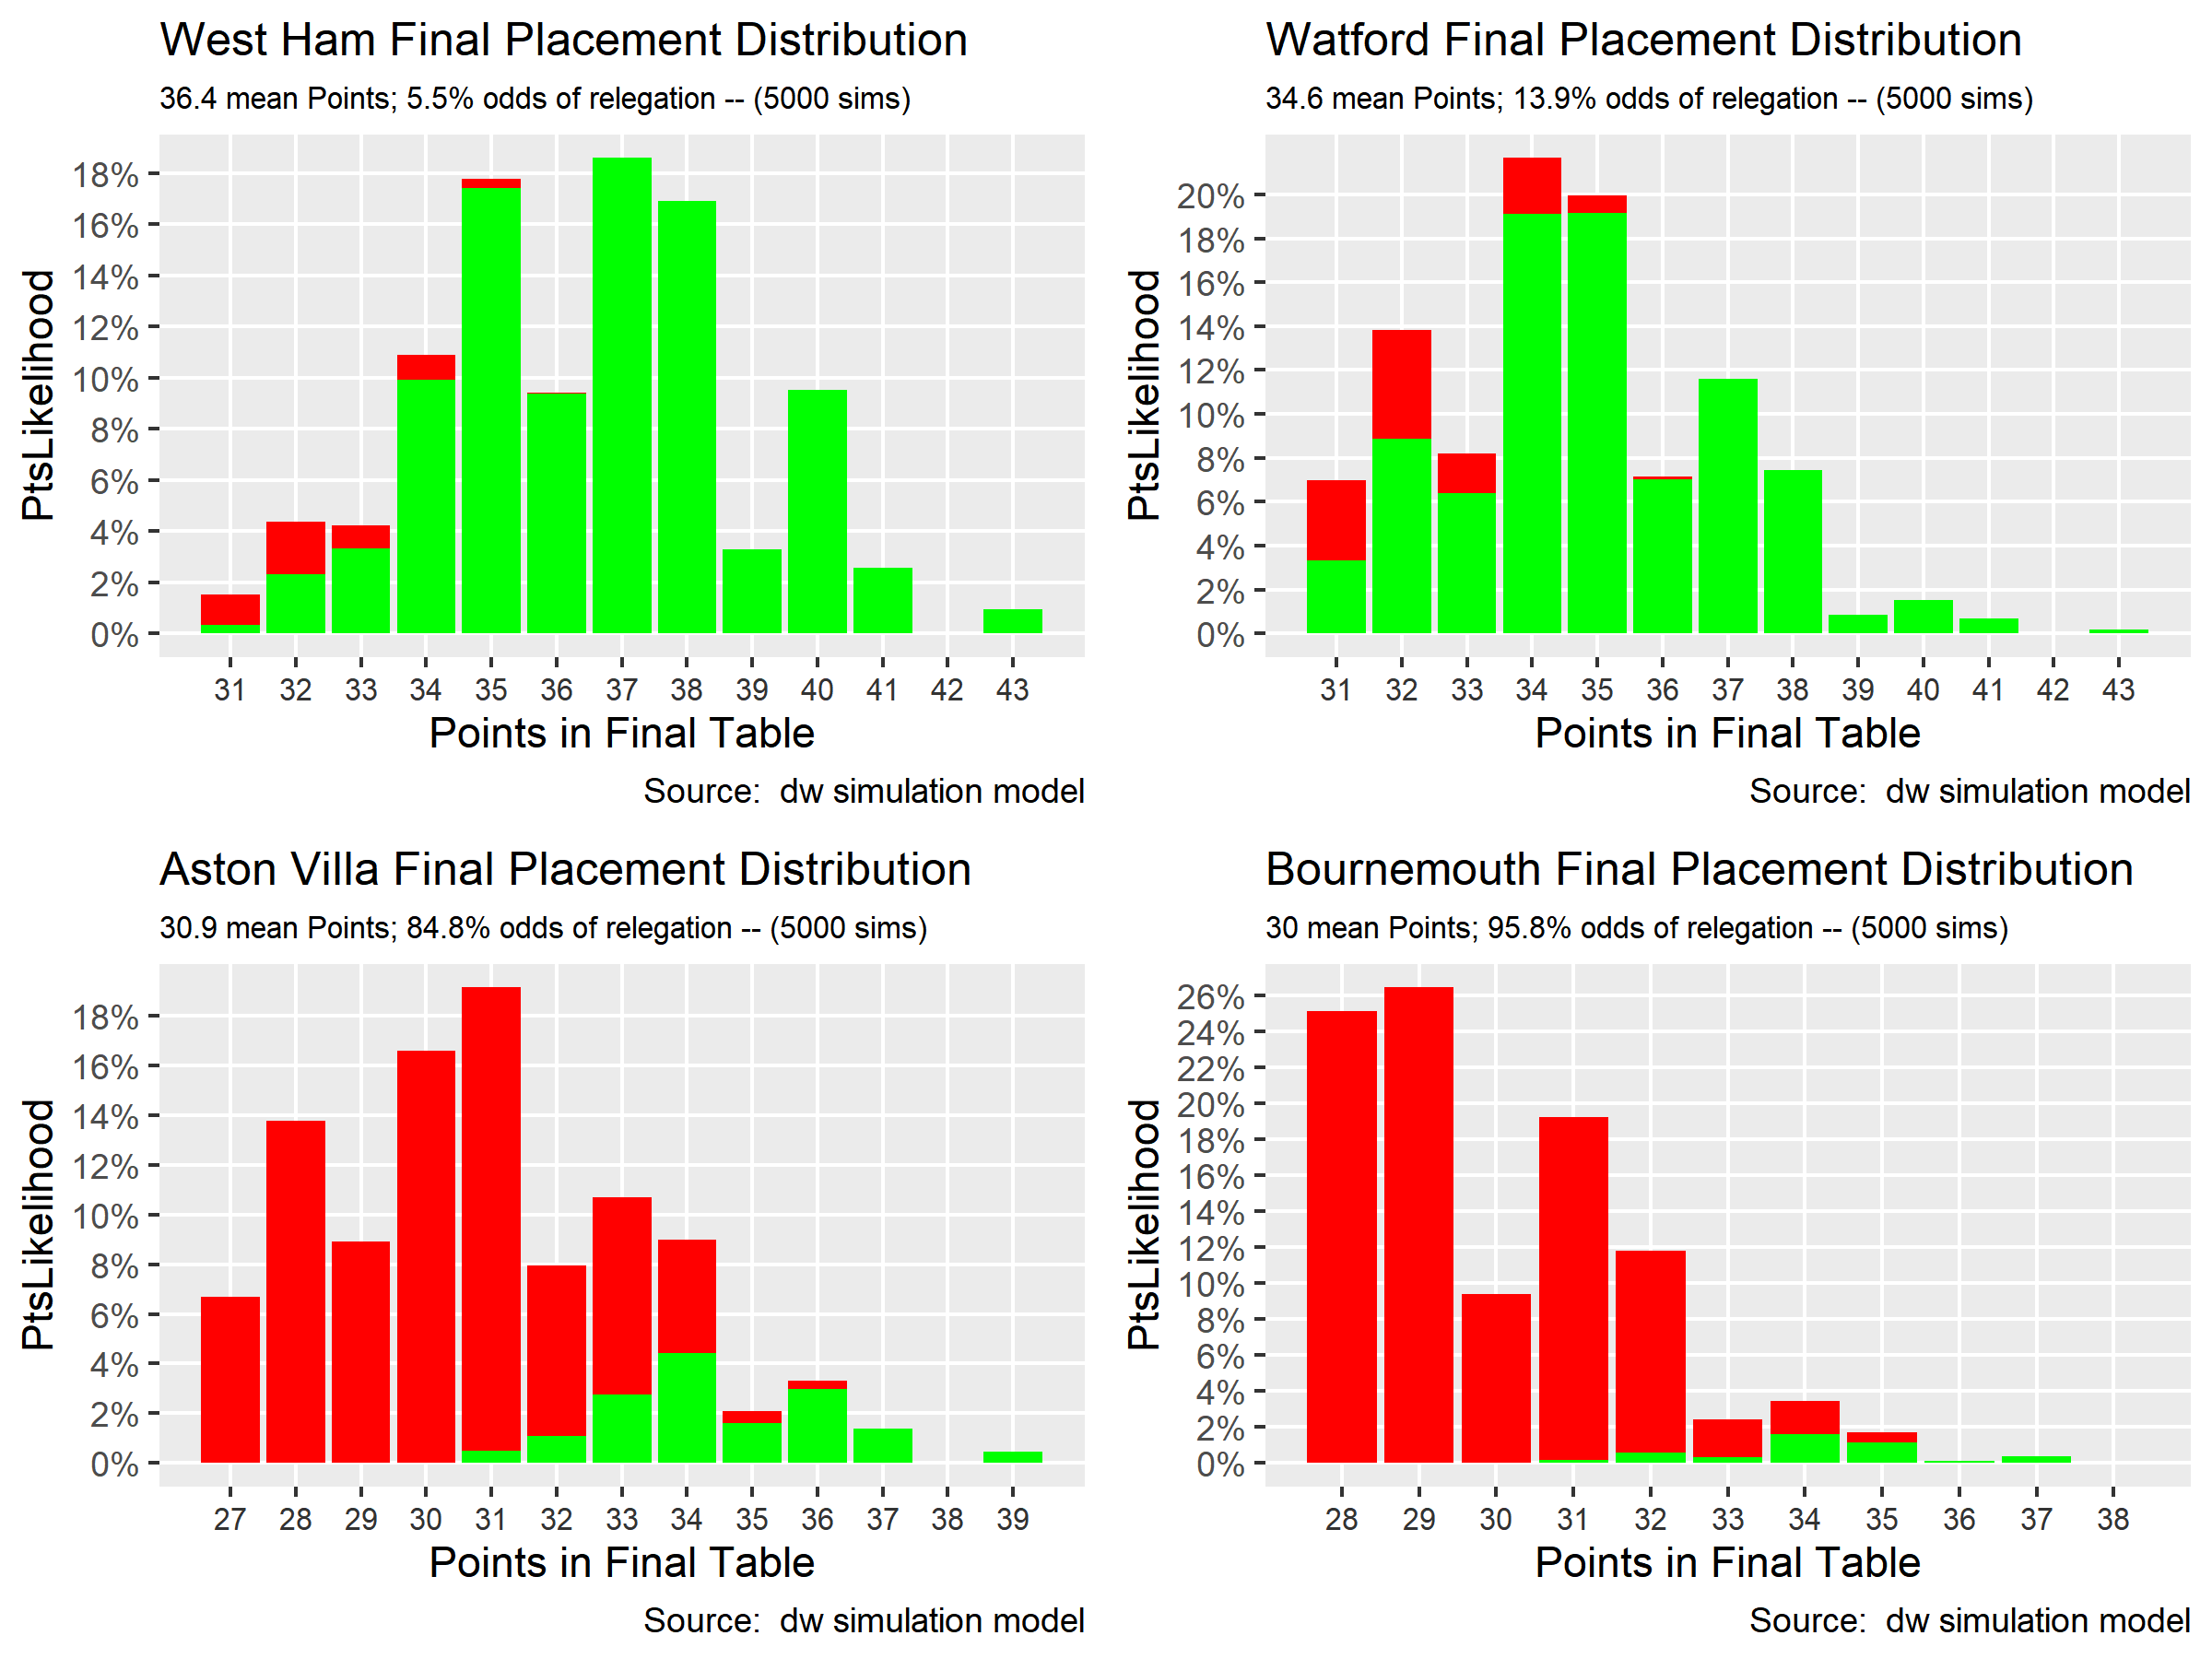 West Ham Final Placement Distribution
36.4 mean Points; 5.5% odds of relegation -- (5000 sims)
PtsLikelihood
18%
16%
14%
12%
10%
8%
6%
4%
2%
0%
31 32 33 34 35 36 37 38 39 40 41 42 43
Points in Final Table
Source:  dw simulation model
Watford Final Placement Distribution
34.6 mean Points; 13.9% odds of relegation -- (5000 sims)
PtsLikelihood
20%
18%
16%
14%
12%
10%
8%
6%
4%
2%
0%
31 32 33 34 35 36 37 38 39 40 41 42 43
Points in Final Table
Source:  dw simulation model
Aston Villa Final Placement Distribution
30.9 mean Points; 84.8% odds of relegation -- (5000 sims)
PtsLikelihood
18%
16%
14%
12%
10%
8%
6%
4%
2%
0%
27 28 29 30 31 32 33 34 35 36 37 38 39
Points in Final Table
Source:  dw simulation model
Bournemouth Final Placement Distribution
30 mean Points; 95.8% odds of relegation -- (5000 sims)
PtsLikelihood
26%
24%
22%
20%
18%
16%
14%
12%
10%
8%
6%
4%
2%
0%
28 29 30 31 32 33 34 35 36 37 38
Points in Final Table
Source:  dw simulation model